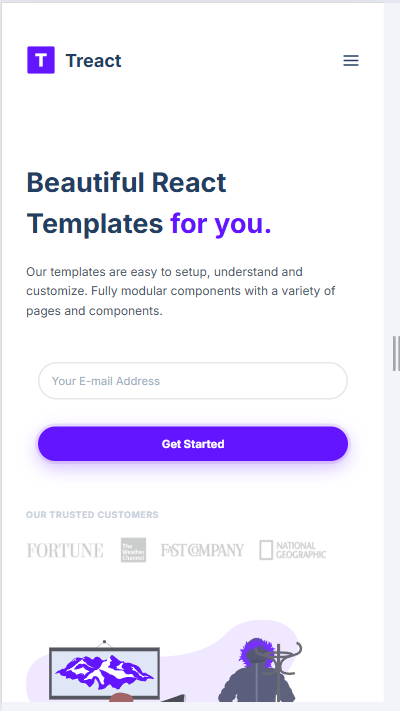 T Treact
Beautiful React
Templates for you.
Our templates are easy to setup, understand and
customize. Fully modular components with a variety of
pages and components.
Your E-mail Address
Get Started
OUR TRUSTED CUSTOMERS
FORTUNE
The
Weather
Channel
FAST COMPANY
NATIONAL
GEOGRAPHIC